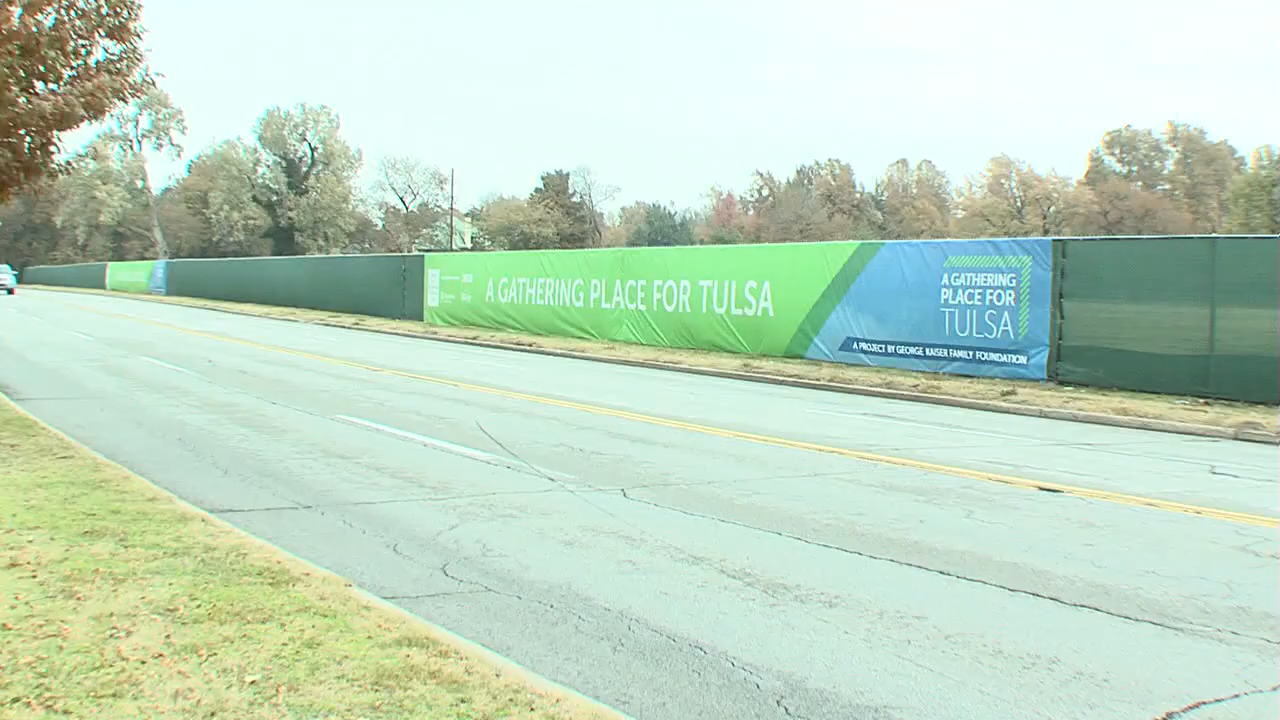 A GATHERING PLACE FOR TULSA
A GATHERING
PLACE FOR
TULSA
A PROJECT BY GEORGE KAISER FAMILY FOUNDATION